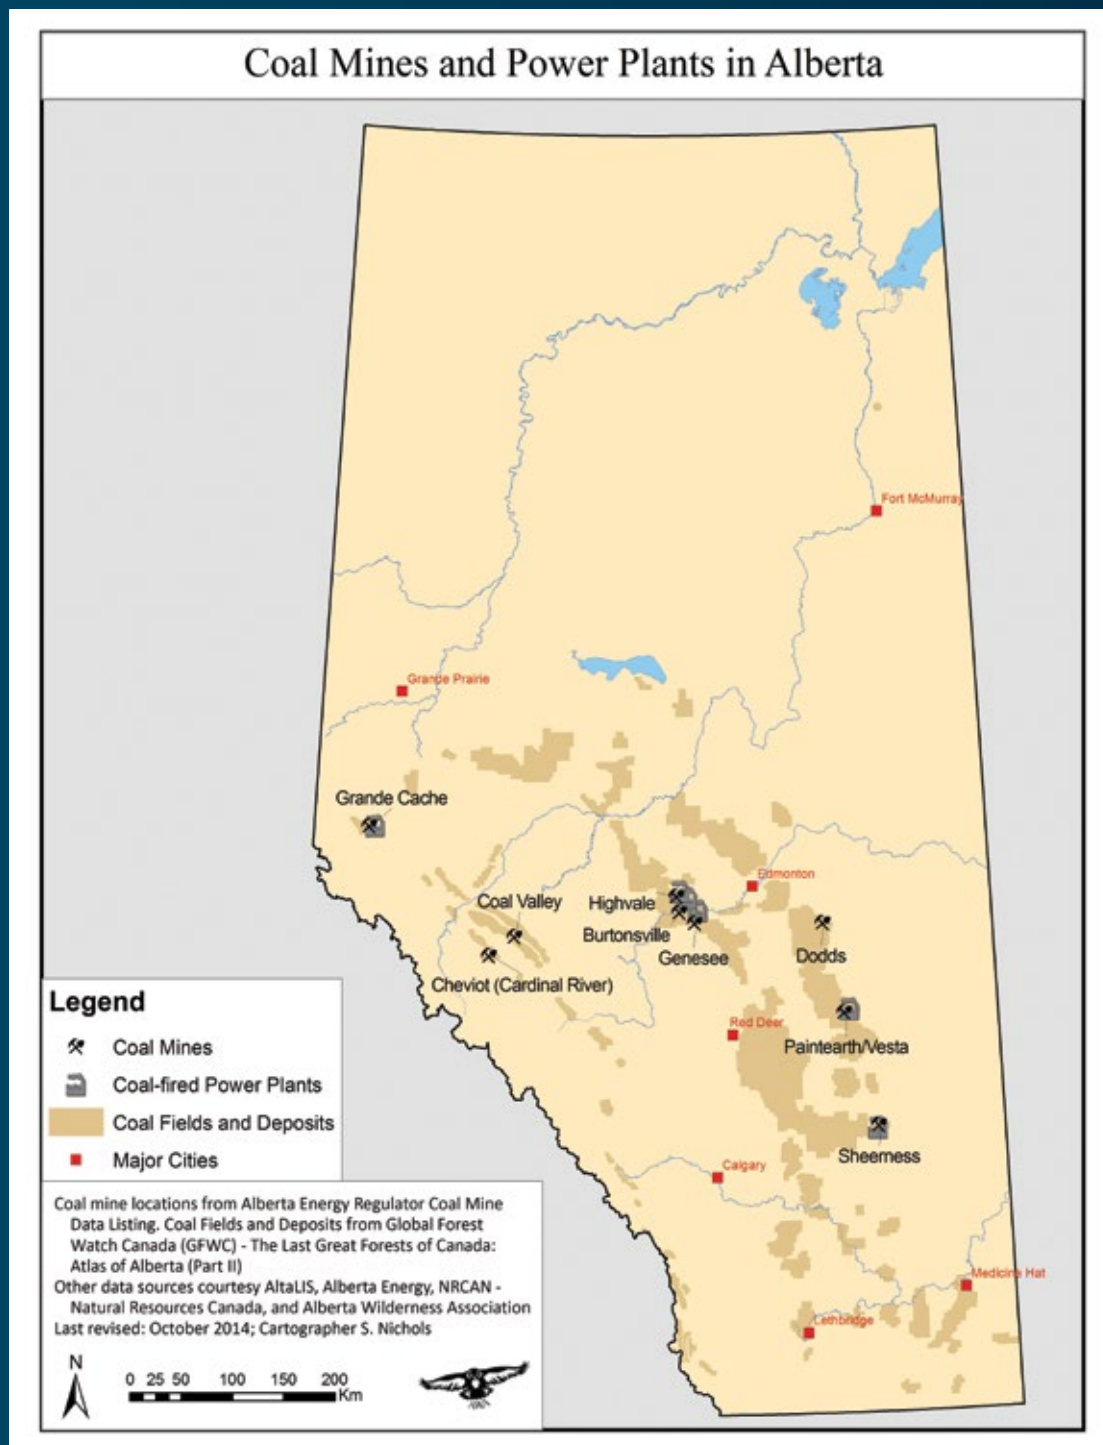 Coal Mines and Power Plants in Alberta
Fort McMurray
Grande Prairie
Grande Cache
Edmonton
Coal Valley
Highvale
Burtonsville
Genesee
Dodds
Cheviot (Cardinal River)
Red Deer
Paintearth/Vesta
Sheerness
Calgary
Medicine Hat
Lethbridge
Legend
Coal Mines
Coal-fired Power Plants
Coal Fields and Deposits
Major Cities
Coal mine locations from Alberta Energy Regulator Coal Mine
Data Listing. Coal Fields and Deposits from Global Forest
Watch Canada (GFWC) - The Last Great Forests of Canada:
Atlas of Alberta (Part II)
Other data sources courtesy AltaLIS, Alberta Energy, NRCAN -
Natural Resources Canada, and Alberta Wilderness Association
Last revised: October 2014; Cartographer S. Nichols
N
0 25 50 100 150 200
Km